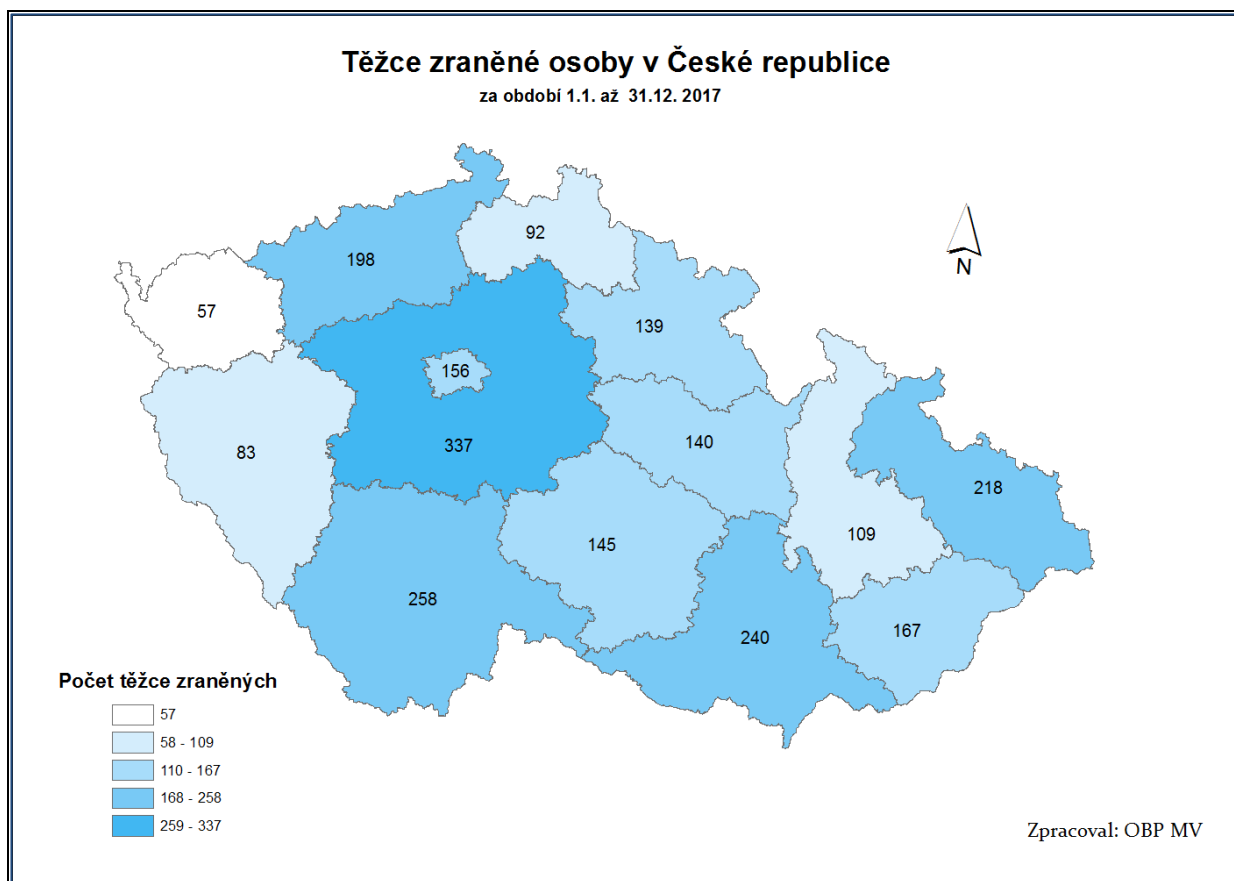 Těžce zraněné osoby v České republice
za období 1.1. až 31.12. 2017
92
198
N
57
139
156
83
337
140
218
145
109
258
240
167
Počet těžce zraněných
57
58 - 109
110 - 167
168 - 258
259 - 337
Zpracoval: OBP MV